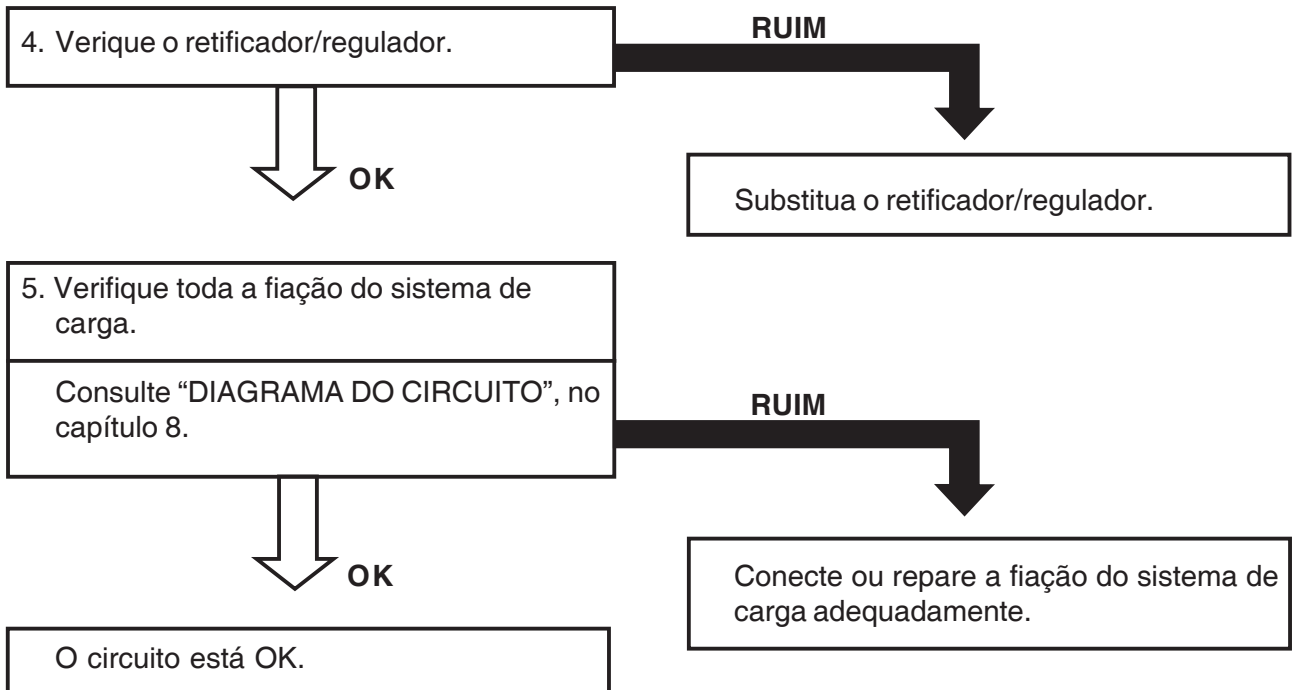 4. Verique o retificador/regulador.
RUIM
OK
Substitua o retificador/regulador.
5. Verifique toda a fiação do sistema de
carga.
Consulte “DIAGRAMA DO CIRCUITO”, no
capítulo 8.
RUIM
OK
Conecte ou repare a fiação do sistema de
carga adequadamente.
O circuito está OK.